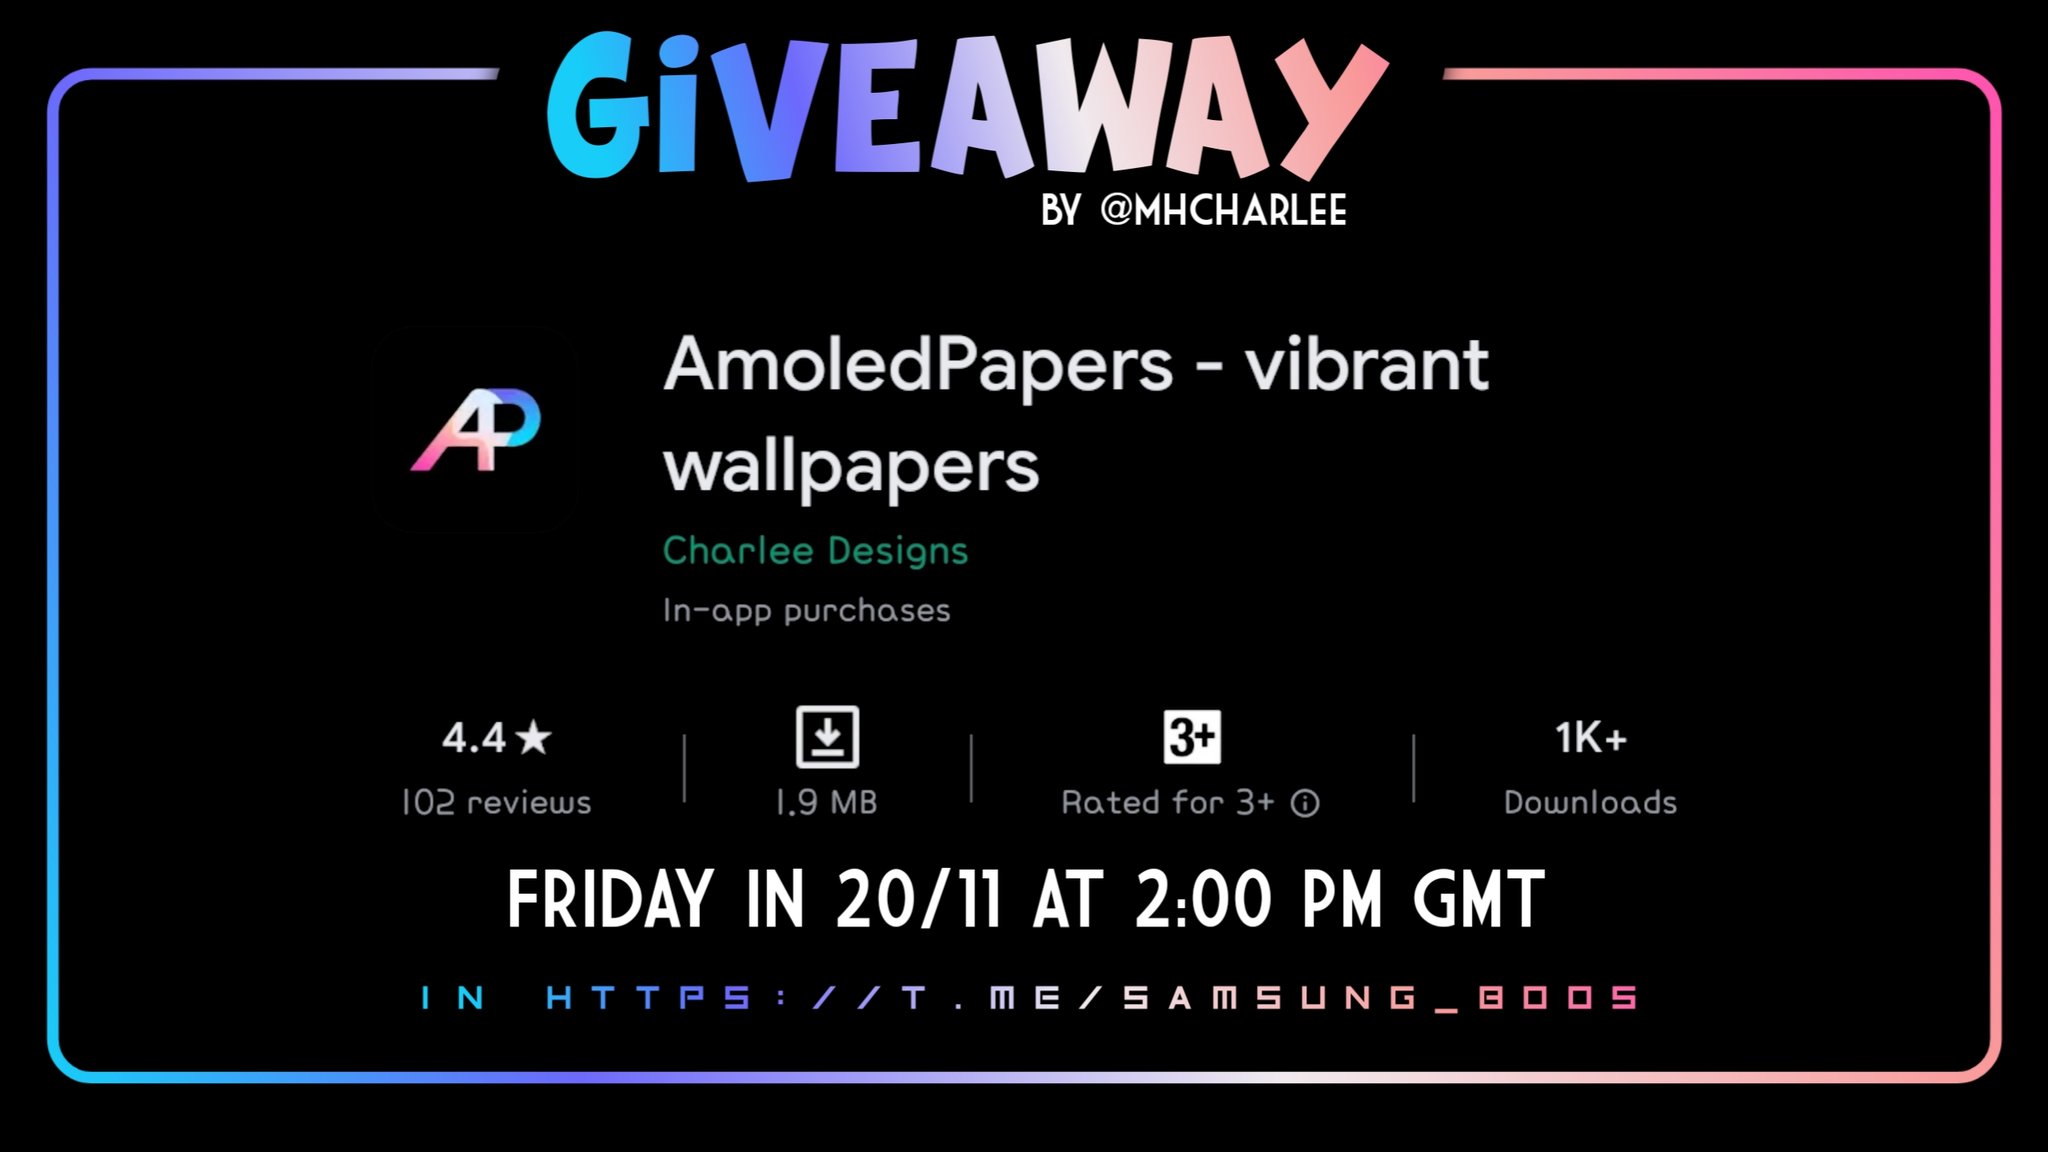 GiVEAWAY
BY @MHCHARLEE
AP
AmoledPapers - vibrant
wallpapers
Charlee Designs
In-app purchases
4.4★
102 reviews
1.9 MB
3+
Rated for 3+ ⓘ
1K+
Downloads
FRIDAY IN 20/11 AT 2:00 PM GMT
IN HTTPS://T.ME/SAMSUNG_BOOS